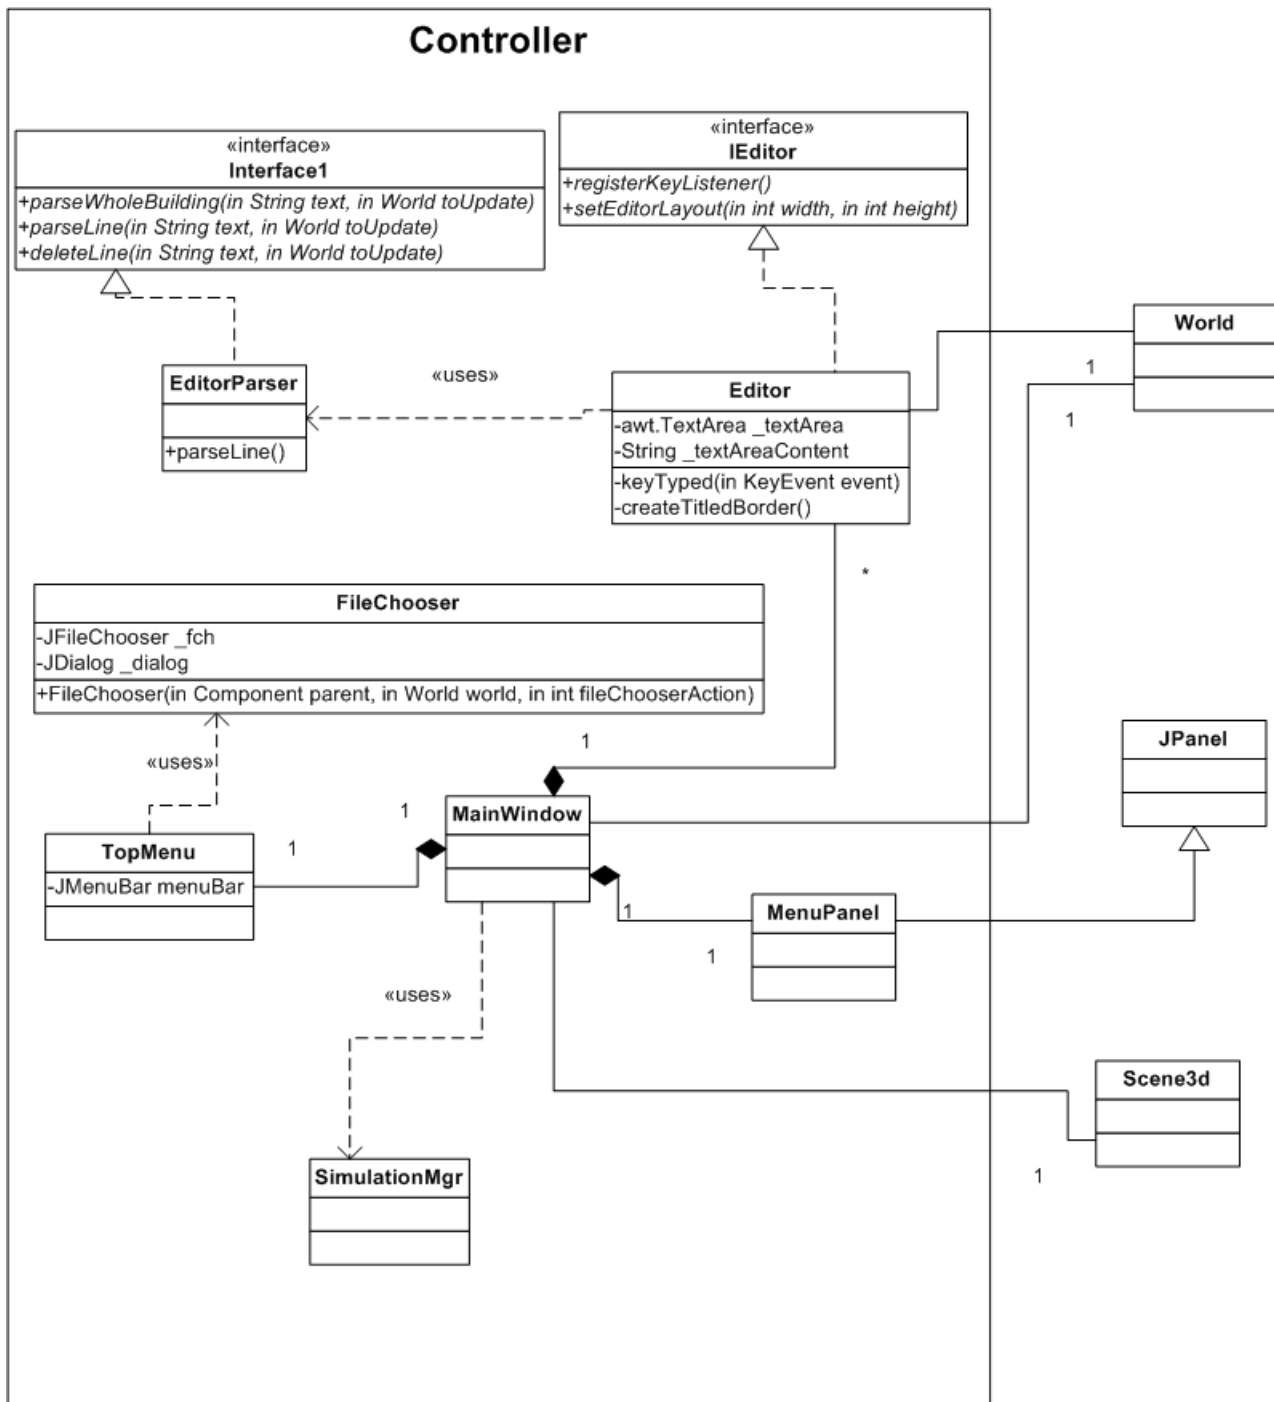 Controller
«interface»
Interface1
+parseWholeBuilding(in String text, in World toUpdate)
+parseLine(in String text, in World toUpdate)
+deleteLine(in String text, in World toUpdate)
«interface»
IEditor
+registerKeyListener()
+setEditorLayout(in int width, in int height)
World
1
1
EditorParser
+parseLine()
«uses»
Editor
-awt.TextArea _textArea
-String _textAreaContent
-keyTyped(in KeyEvent event)
-createTitledBorder()
*
FileChooser
-JFileChooser _fch
-JDialog _dialog
+FileChooser(in Component parent, in World world, in int fileChooserAction)
«uses»
1
JPanel
1
MainWindow
TopMenu
-JMenuBar menuBar
1
1
MenuPanel
1
«uses»
Scene3d
1
SimulationMgr